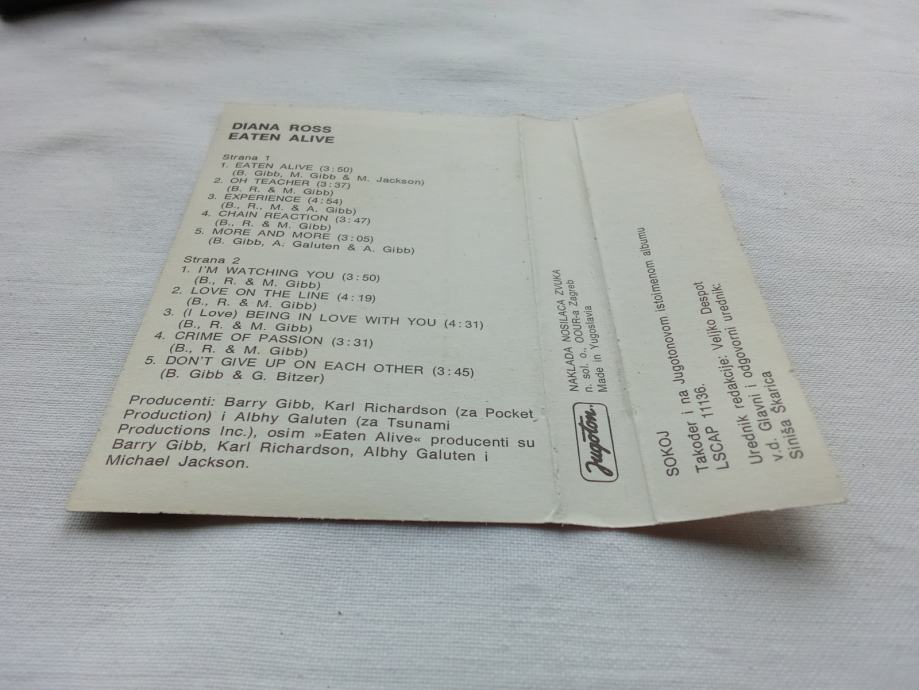 DIANA ROSS
EATEN ALIVE
Strana 1
1. EATEN ALIVE (3:50)
(B. Gibb, M. Gibb & M. Jackson)
2. OH TEACHER (3:37)
(B. R. & M. Gibb)
3. EXPERIENCE (4:54)
(B., R., M. & A. Gibb)
4. CHAIN REACTION (3:47)
(B., R. & M. Gibb)
5. MORE AND MORE (3:05)
(B. Gibb, A. Galuten & A. Gibb)
Strana 2
1. I'M WATCHING YOU (3:50)
(B., R. & M. Gibb)
2. LOVE ON THE LINE (4:19)
(B., R. & M. Gibb)
3. (I Love) BEING IN LOVE WITH YOU (4:31)
(B., R. & M. Gibb)
4. CRIME OF PASSION (3:31)
(B., R. & M. Gibb)
5. DON'T GIVE UP ON EACH OTHER (3:45)
(B. Gibb & G. Bitzer)
Producenti: Barry Gibb, Karl Richardson (za Pocket
Production) i Albhy Galuten (za Tsunami
Productions Inc.), osim »Eaten Alive« producenti su
Barry Gibb, Karl Richardson, Albhy Galuten i
Michael Jackson.
Jugoton
NAKLADA NOSILACA ZVUKA
n. sol. o., OOUR-a Zagreb
Made in Yugoslavia
SOKOJ
Također i na Jugotonovom istoimenom albumu
LSCAP 11136.
Urednik redakcije: Veljko Despot
v.d. Glavni i odgovorni urednik:
Siniša Škarica